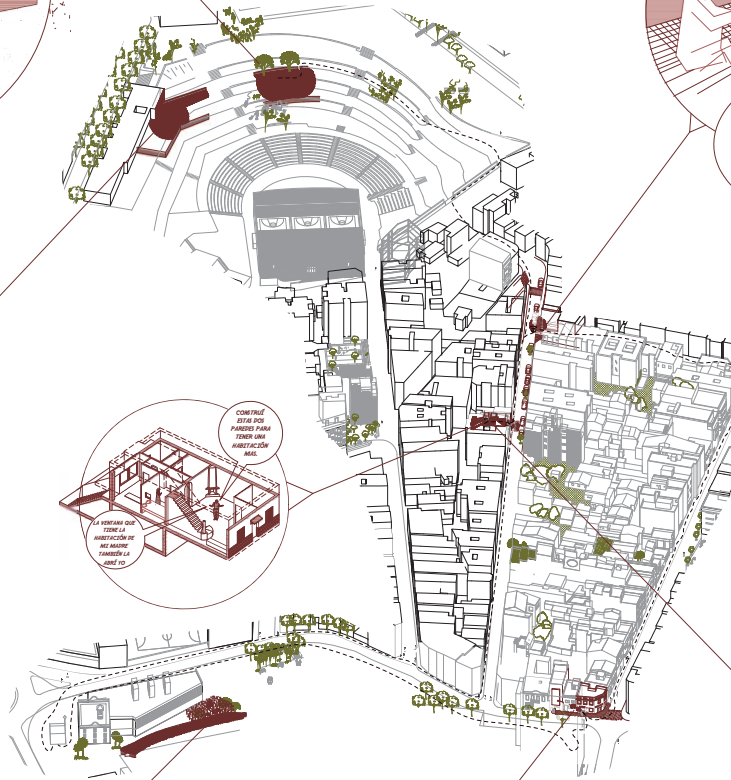 CONSTRUÍ
ESTAS DOS
PAREDES PARA
TENER UNA
HABITACIÓN
MAS.
LA VENTANA QUE
TIENE LA
HABITACIÓN DE
MI MADRE
TAMBIÉN LA
ABRÍ YO